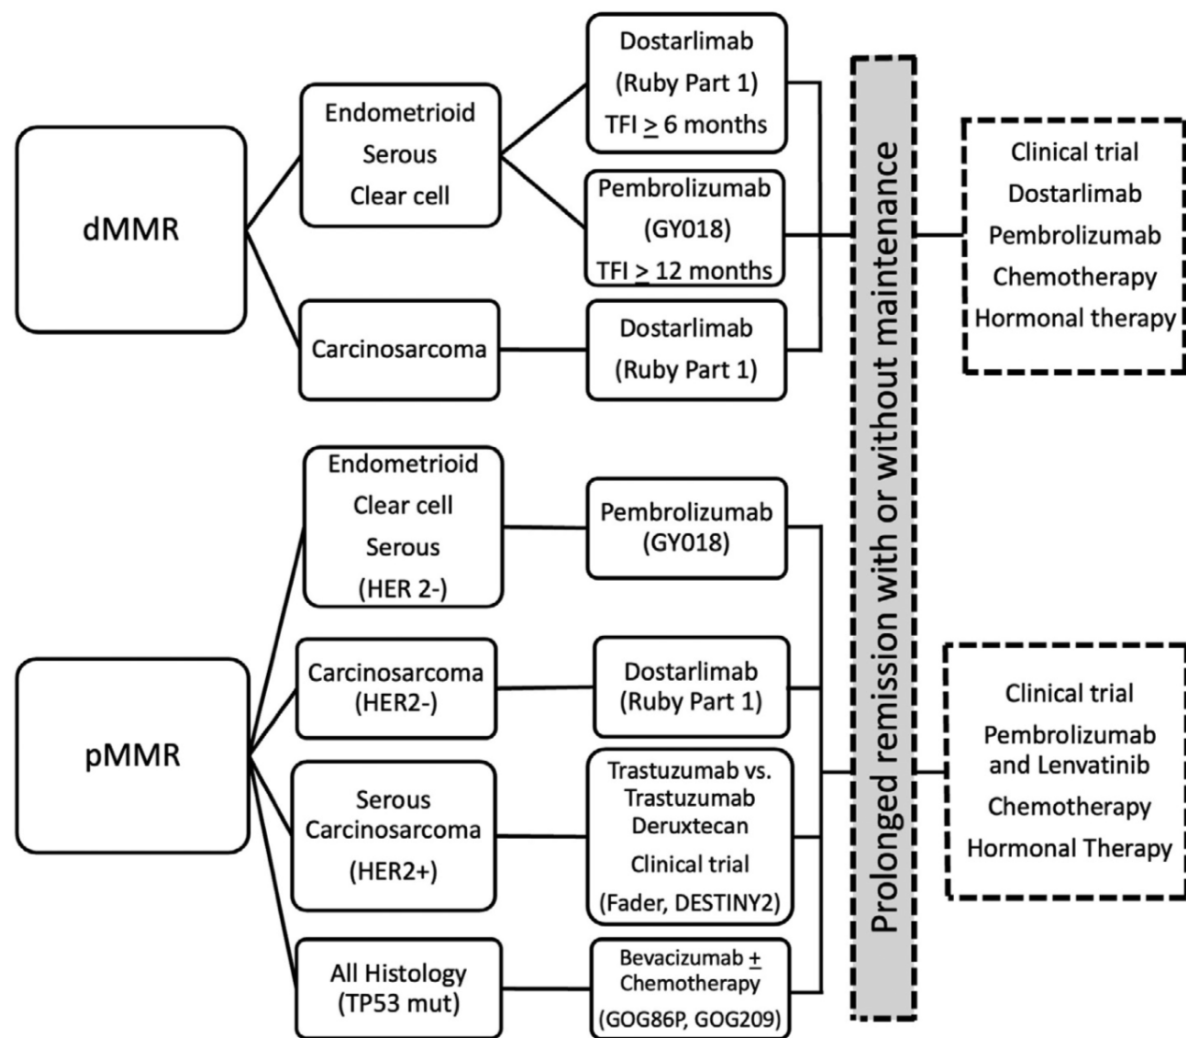 dMMR
Endometrioid
Serous
Clear cell
Carcinosarcoma
Dostarlimab
(Ruby Part 1)
TFI ≥ 6 months
Pembrolizumab
(GY018)
TFI ≥ 12 months
Dostarlimab
(Ruby Part 1)
pMMR
Endometrioid
Clear cell
Serous
(HER 2-)
Carcinosarcoma
(HER2-)
Serous
Carcinosarcoma
(HER2+)
All Histology
(TP53 mut)
Pembrolizumab
(GY018)
Dostarlimab
(Ruby Part 1)
Trastuzumab vs.
Trastuzumab
Deruxtecan
Clinical trial
(Fader, DESTINY2)
Bevacizumab ±
Chemotherapy
(GOG86P, GOG209)
Prolonged remission with or without maintenance
Clinical trial
Dostarlimab
Pembrolizumab
Chemotherapy
Hormonal therapy
Clinical trial
Pembrolizumab
and Lenvatinib
Chemotherapy
Hormonal Therapy